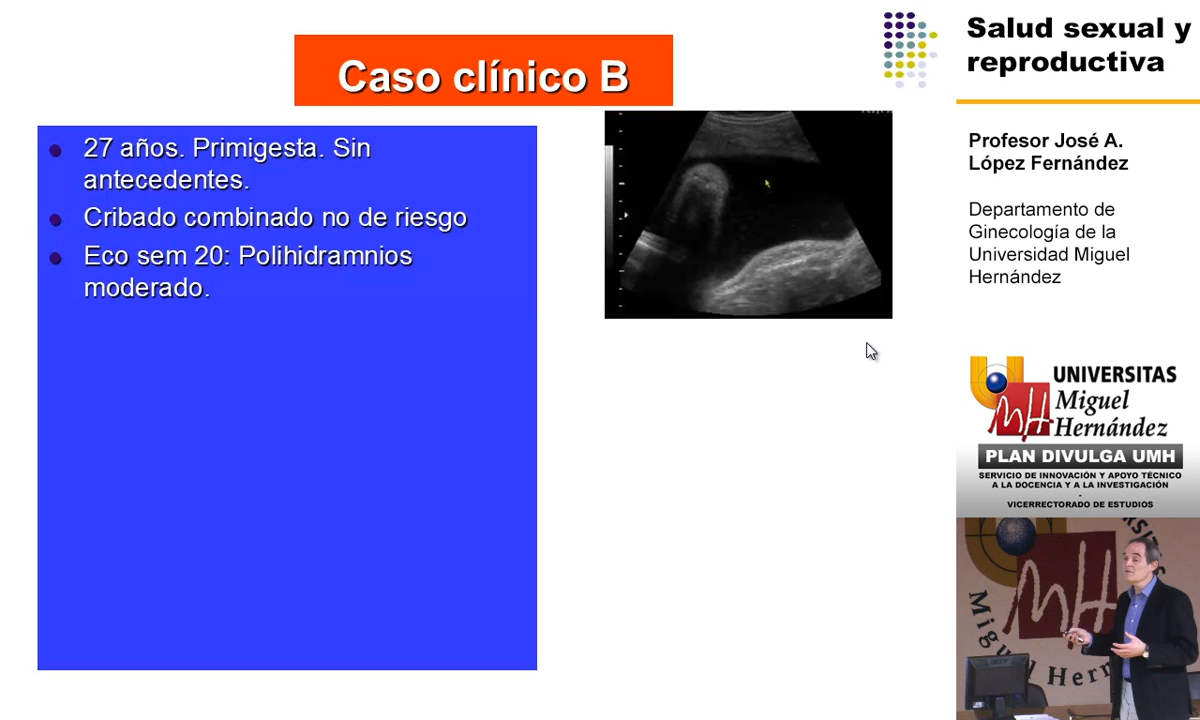 Caso clínico B
27 años. Primigesta. Sin
antecedentes.
Cribado combinado no de riesgo
Eco sem 20: Polihidramnios
moderado.
Salud sexual y
reproductiva
Profesor José A.
López Fernández
Departamento de
Ginecología de la
Universidad Miguel
Hernández
UNIVERSITAS
Miguel
Hernández
PLAN DIVULGA UMH
SERVICIO DE INNOVACIÓN Y APOYO TÉCNICO
A LA DOCENCIA Y A LA INVESTIGACIÓN
-
VICERRECTORADO DE ESTUDIOS